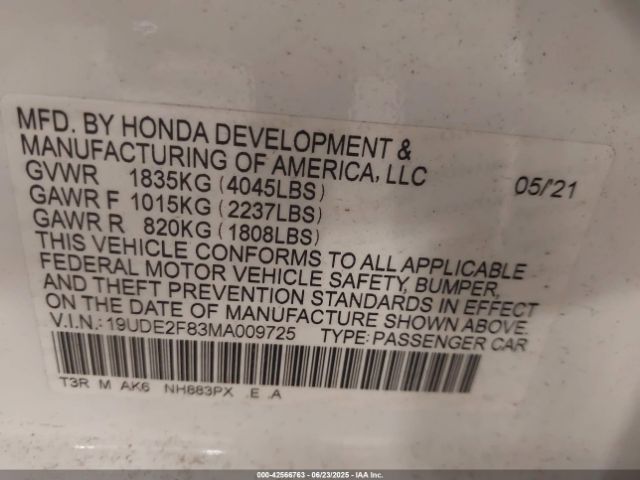 MFD. BY HONDA DEVELOPMENT &
MANUFACTURING OF AMERICA, LLC
GVWR 1835KG (4045LBS) 05/'21
GAWR F 1015KG (2237LBS)
GAWR R 820KG (1808LBS)
THIS VEHICLE CONFORMS TO ALL APPLICABLE
FEDERAL MOTOR VEHICLE SAFETY, BUMPER,
AND THEFT PREVENTION STANDARDS IN EFFECT
ON THE DATE OF MANUFACTURE SHOWN ABOVE.
V.I.N.: 19UDE2F83MA009725 TYPE: PASSENGER CAR
T3R M AK6 NH883PX .E .A
000-42566763 - 06/23/2025 - IAA Inc.